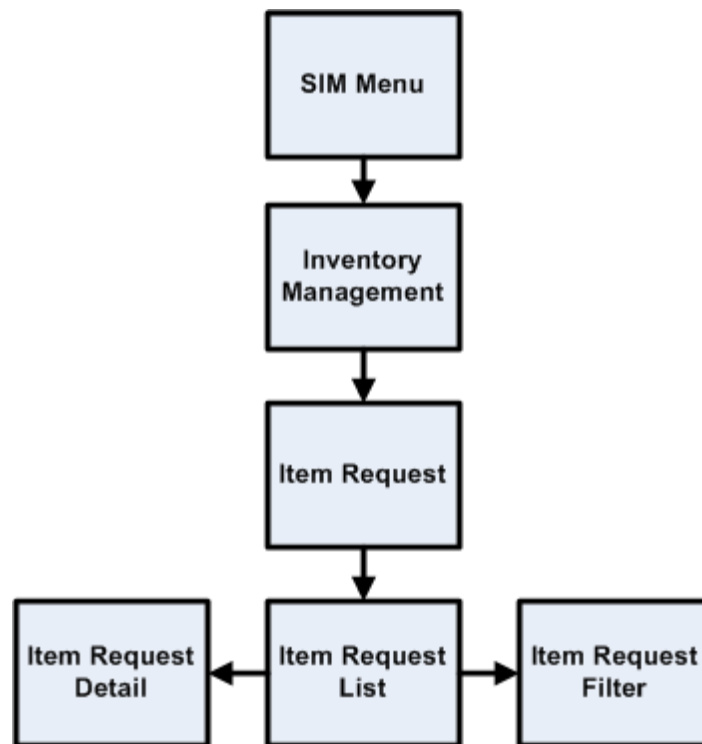 SIM Menu
Inventory
Management
Item Request
Item Request
Detail
Item Request
List
Item Request
Filter